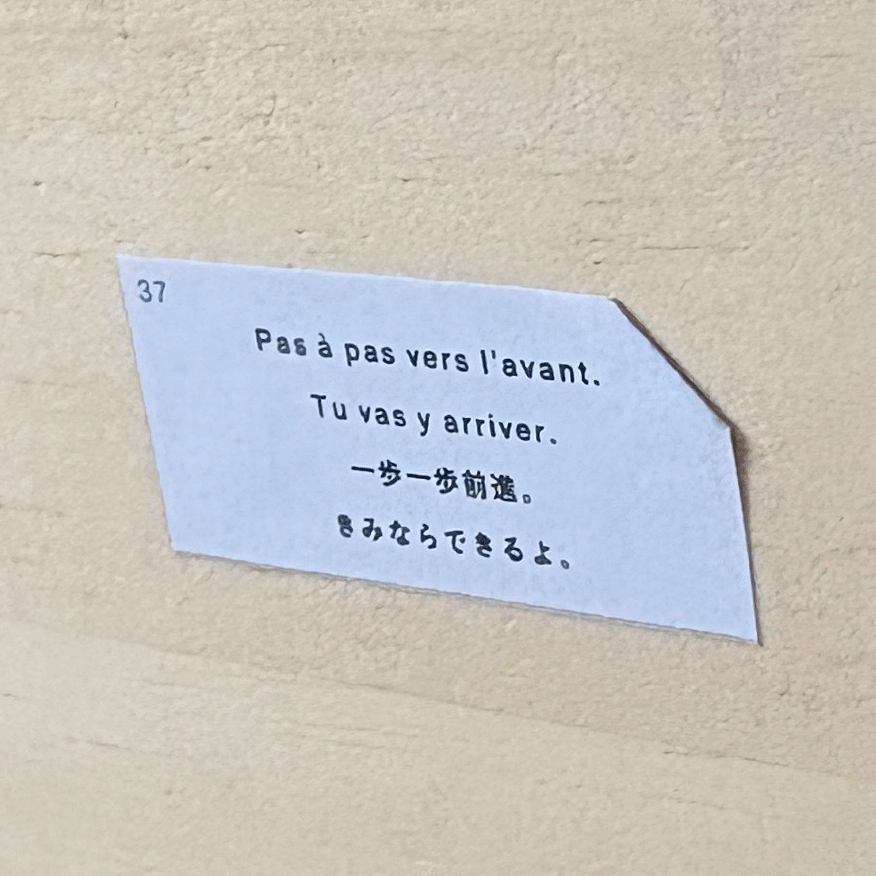 37
Pas à pas vers l'avant.
Tu vas y arriver.
一歩一歩前進。
きみならできるよ。